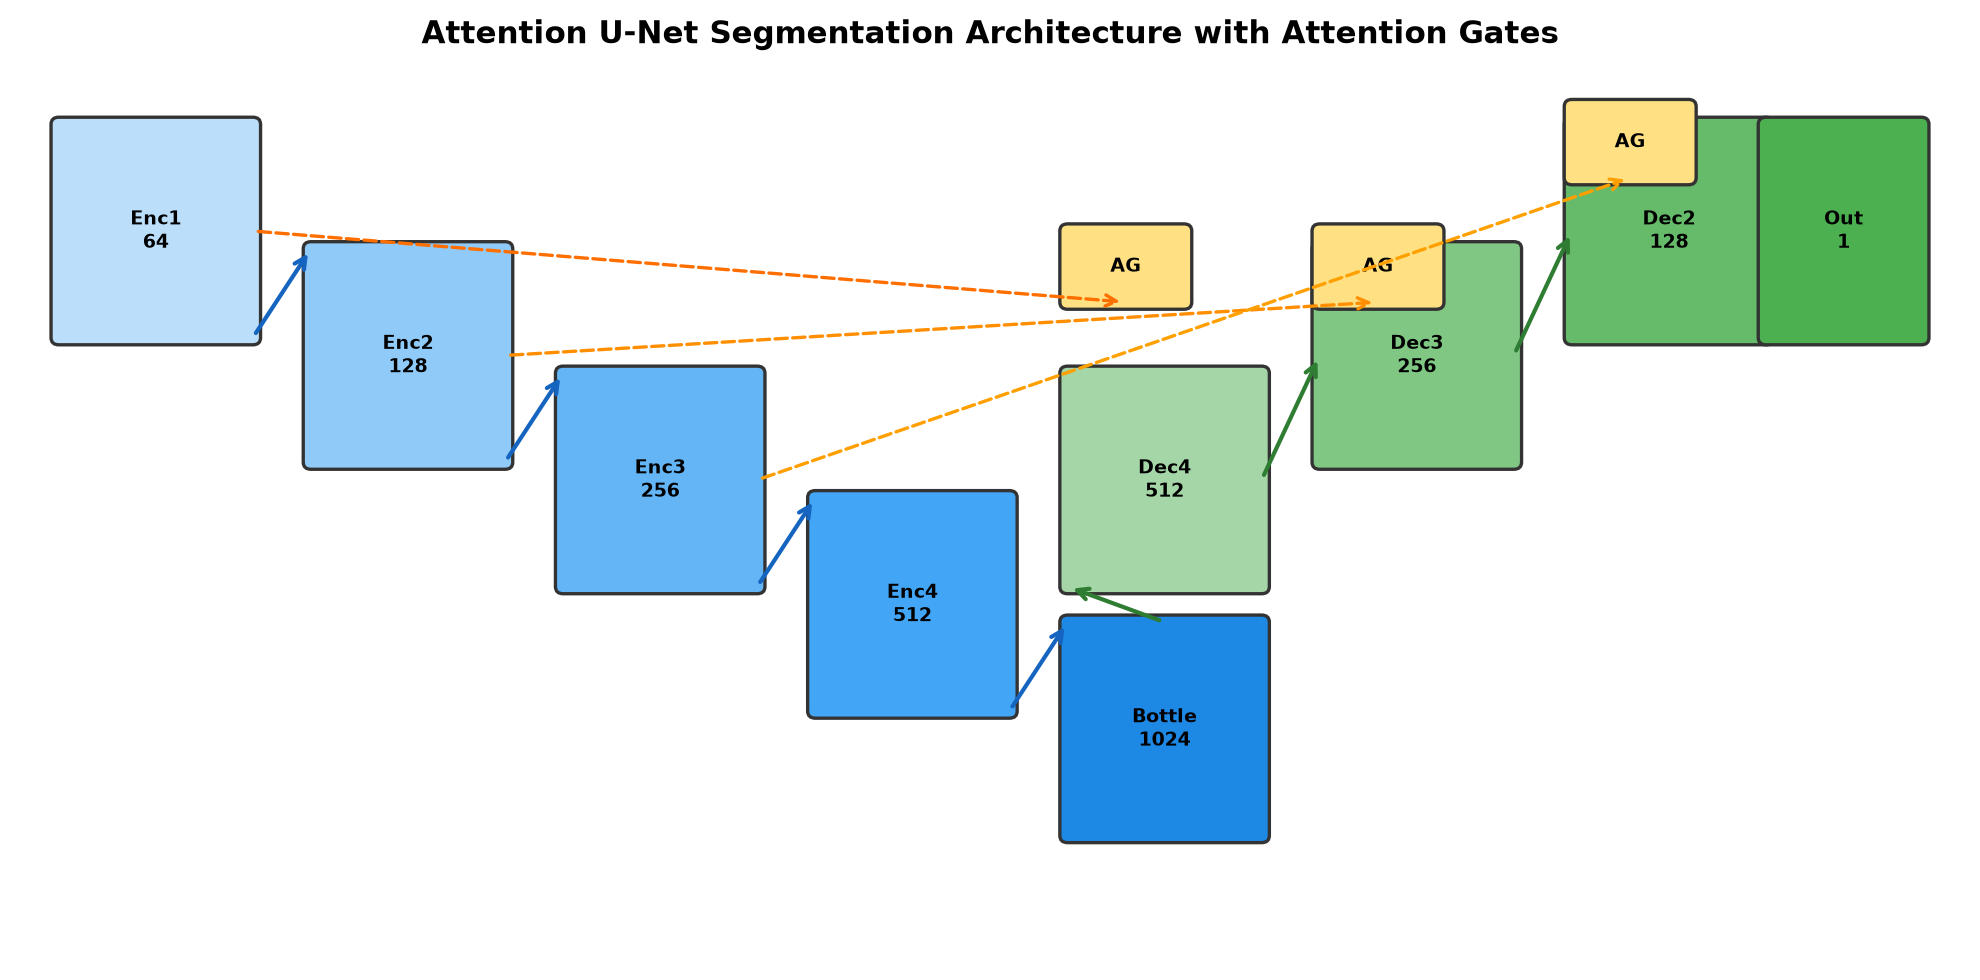 Attention U-Net Segmentation Architecture with Attention Gates
Enc1
64
Enc2
128
Enc3
256
Enc4
512
Bottle
1024
AG
Dec4
512
AG
Dec3
256
AG
Dec2
128
Out
1